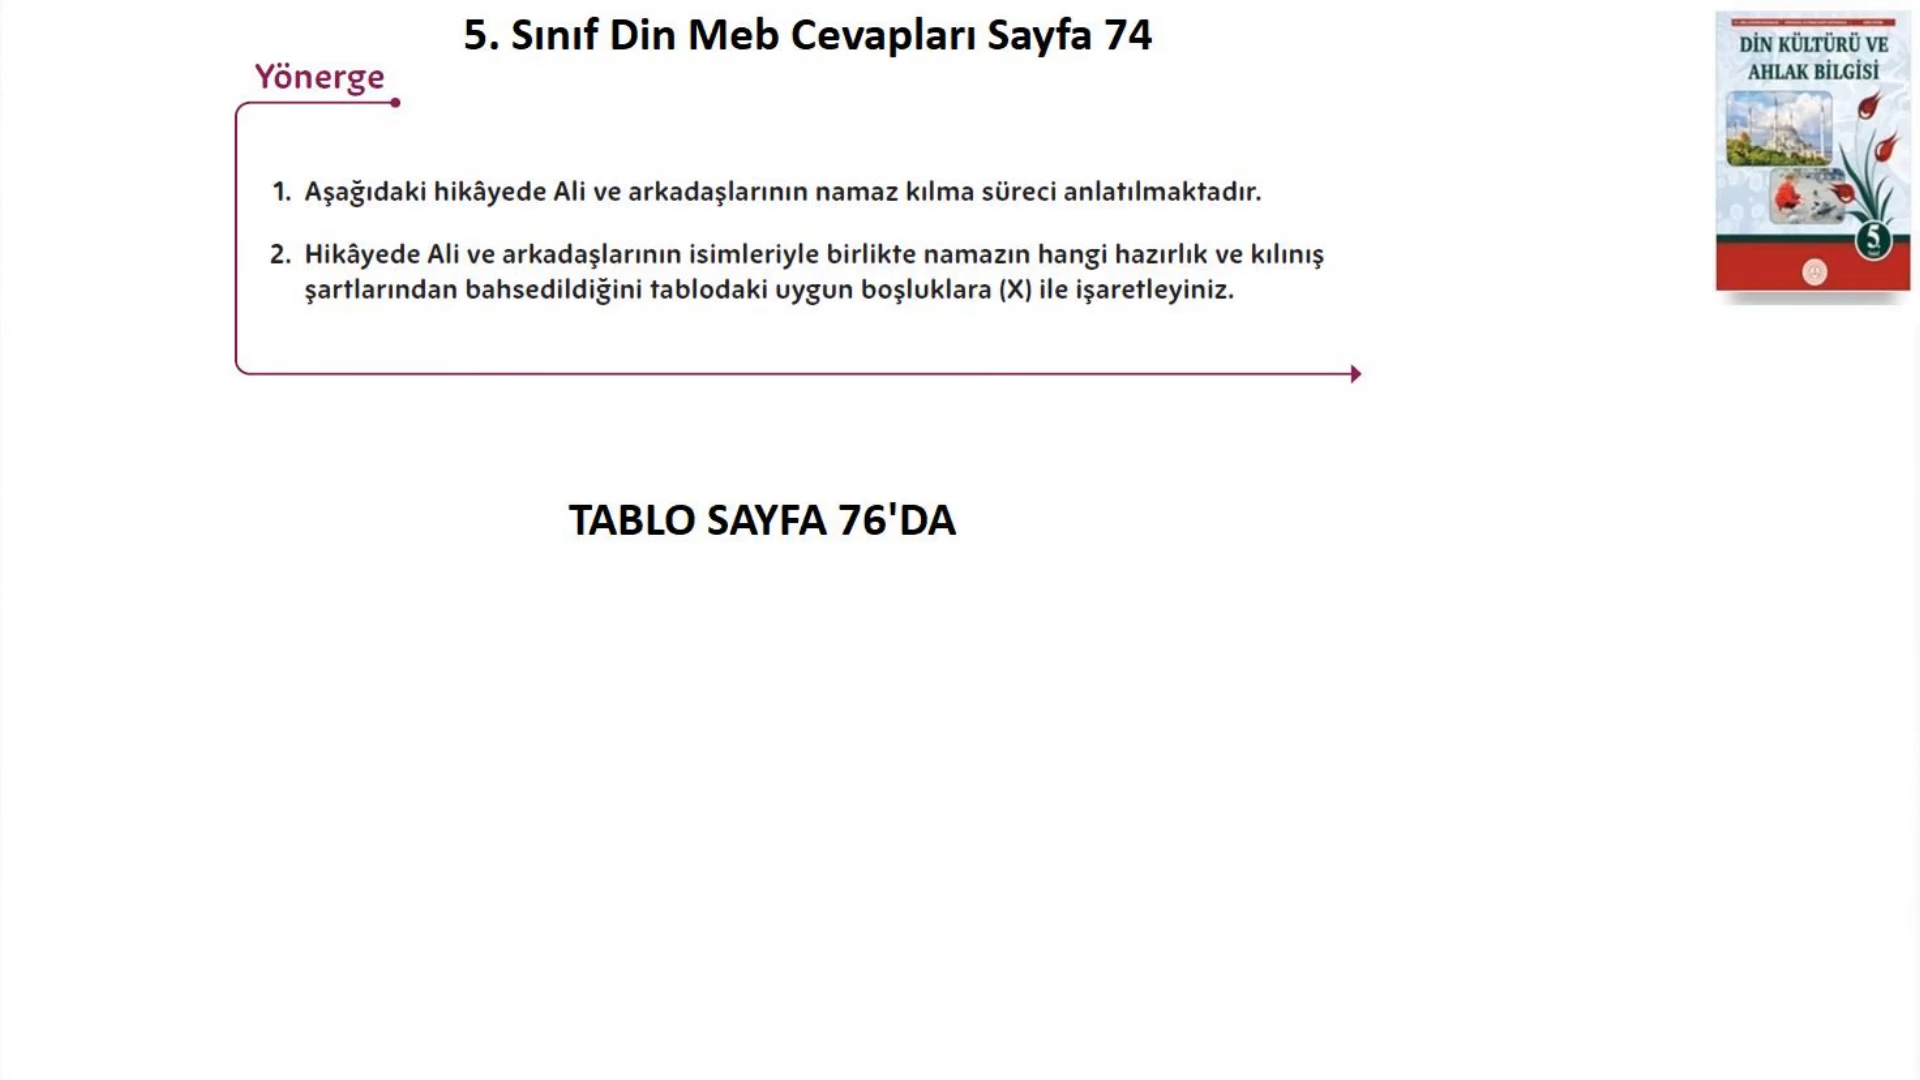 5. Sınıf Din Meb Cevapları Sayfa 74
Yönerge
1. Aşağıdaki hikâyede Ali ve arkadaşlarının namaz kılma süreci anlatılmaktadır.
2. Hikâyede Ali ve arkadaşlarının isimleriyle birlikte namazın hangi hazırlık ve kılınış
şartlarından bahsedildiğini tablodaki uygun boşluklara (X) ile işaretleyiniz.
TABLO SAYFA 76'DA
DİN KÜLTÜRÜ VE
AHLAK BİLGİSİ
5.